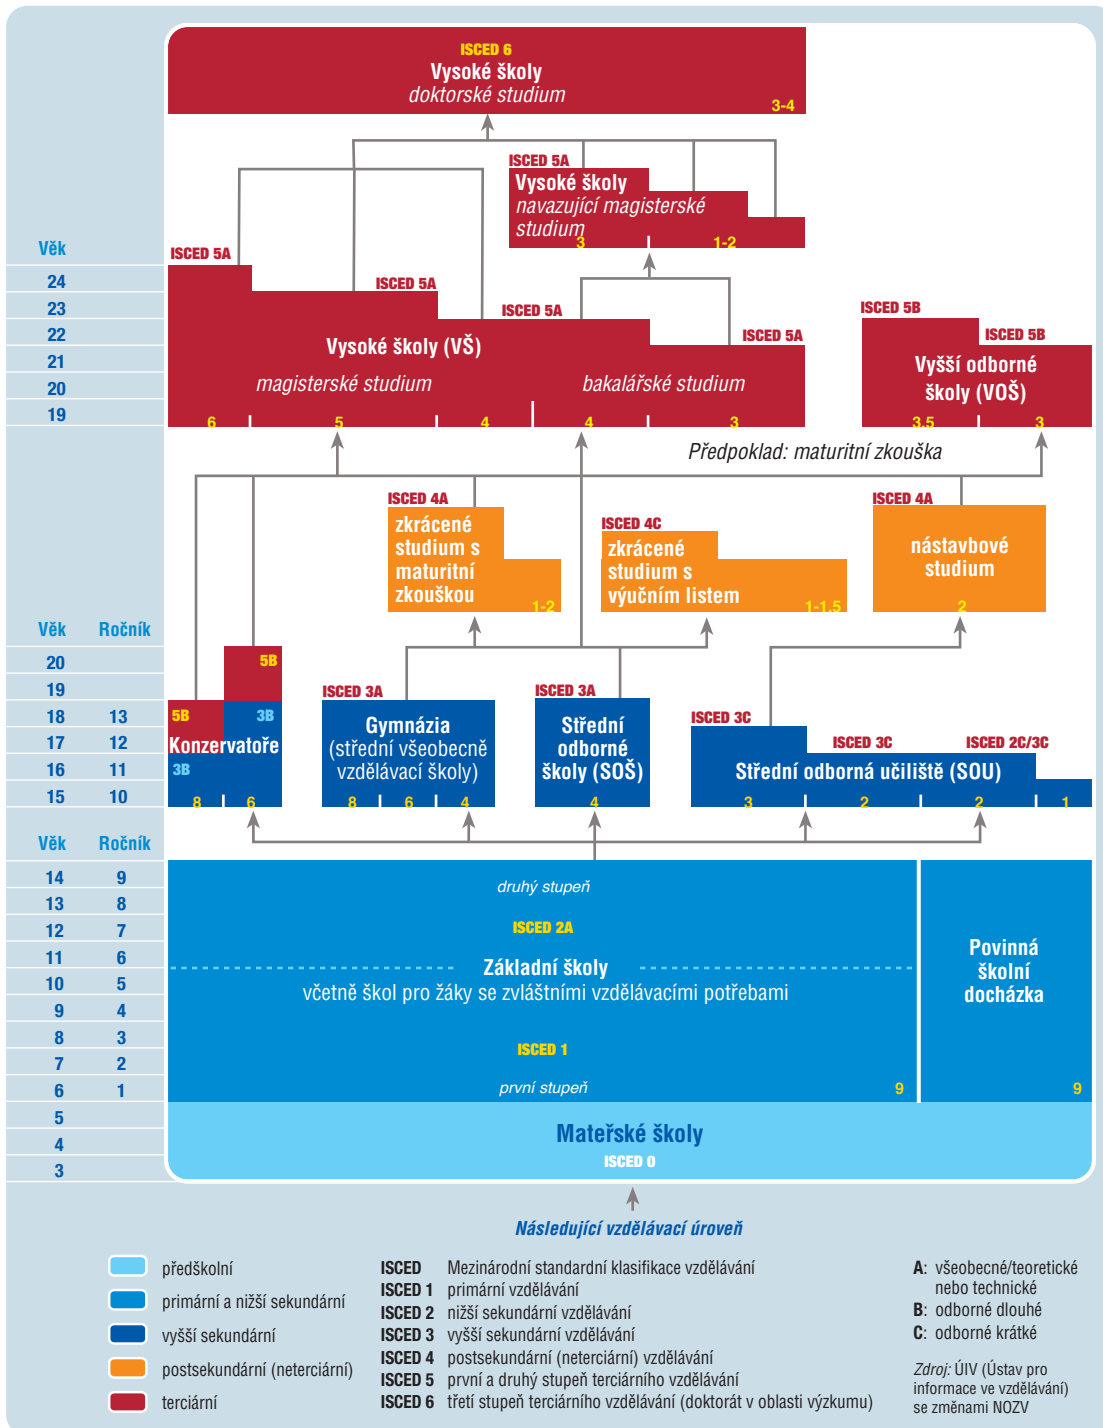 ISCED 6
Vysoké školy
doktorské studium
3-4
ISCED 5A
Vysoké školy
navazující magisterské
studium
3
1-2
Věk
ISCED 5A
24
ISCED 5A
23
ISCED 5A
ISCED 5B
22
ISCED 5A
ISCED 5B
Vysoké školy (VŠ)
21
Vyšší odborné
školy (VOŠ)
20
magisterské studium
bakalářské studium
19
6
5
4
4
3
3.5
3
Předpoklad: maturitní zkouška
ISCED 4A
zkrácené
studium s
maturitní
zkouškou
1-2
ISCED 4C
zkrácené
studium s
výučním listem
1-1.5
ISCED 4A
nástavbové
studium
2
Věk Ročník
20
19
18 13
17 12
16 11
15 10
5B
5B
3B
Konzervatoře
3B
8
6
ISCED 3A
Gymnázia
(střední všeobecně
vzdělávací školy)
8
6
4
ISCED 3A
Střední
odborné
školy (SOŠ)
4
ISCED 3C
ISCED 3C
ISCED 2C/3C
Střední odborná učiliště (SOU)
3
2
2
1
Věk Ročník
14 9
13 8
12 7
11 6
10 5
9 4
8 3
7 2
6 1
5
4
3
druhý stupeň
ISCED 2A
Základní školy
včetně škol pro žáky se zvláštními vzdělávacími potřebami
ISCED 1
první stupeň
9
Povinná
školní
docházka
9
Mateřské školy
ISCED 0
Následující vzdělávací úroveň
předškolní
primární a nižší sekundární
vyšší sekundární
postsekundární (neterciární)
terciární
ISCED Mezinárodní standardní klasifikace vzdělávání
ISCED 1 primární vzdělávání
ISCED 2 nižší sekundární vzdělávání
ISCED 3 vyšší sekundární vzdělávání
ISCED 4 postsekundární (neterciární) vzdělávání
ISCED 5 první a druhý stupeň terciárního vzdělávání
ISCED 6 třetí stupeň terciárního vzdělávání (doktorát v oblasti výzkumu)
A: všeobecné/teoretické
nebo technické
B: odborné dlouhé
C: odborné krátké
Zdroj: ÚIV (Ústav pro
informace ve vzdělávání)
se změnami NOZV